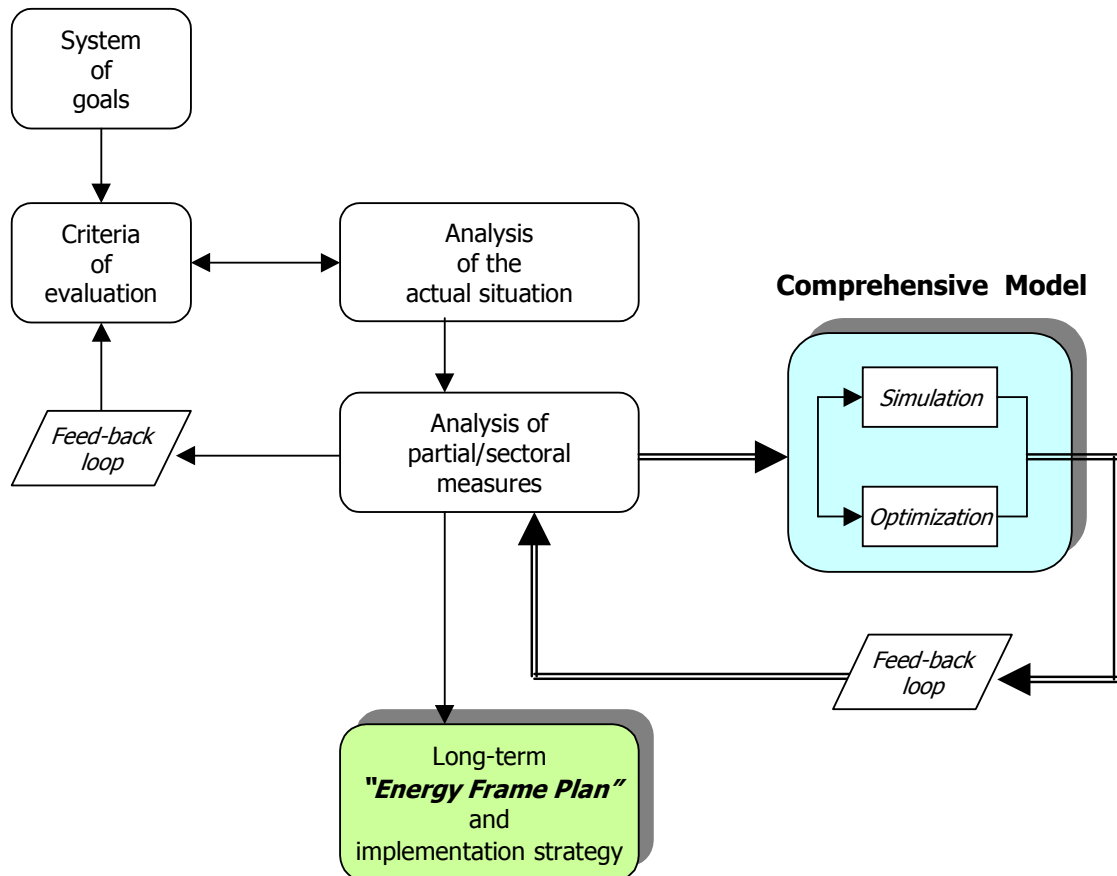 System
of
goals
Criteria
of
evaluation
Analysis
of the
actual situation
Comprehensive Model
Simulation
Optimization
Feed-back
loop
Analysis of
partial/sectoral
measures
Feed-back
loop
Long-term
“Energy Frame Plan”
and
implementation strategy